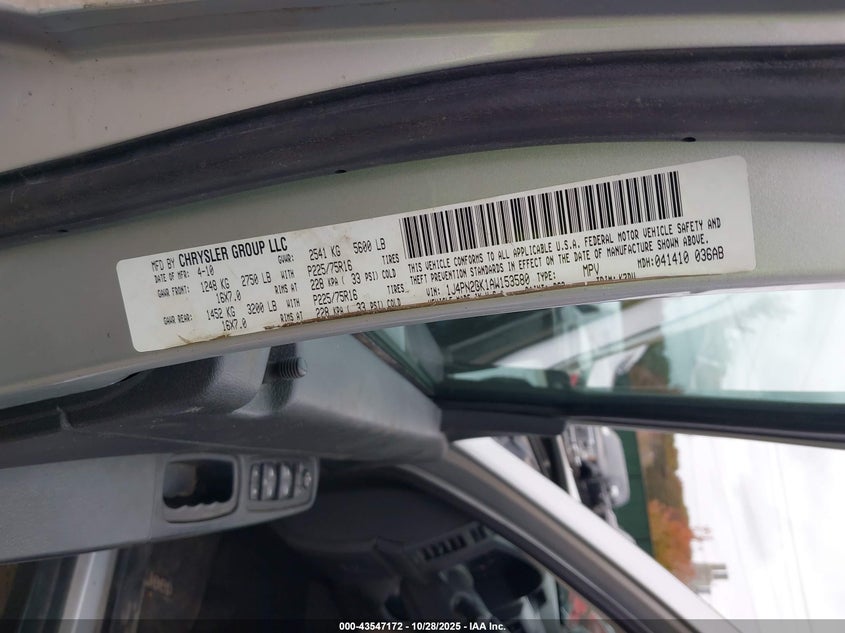 MFD BY CHRYSLER GROUP LLC
DATE OF MFR: 4-10 GVWR: 2541 KG 5600 LB
GAWR FRONT: 1248 KG 2750 LB WITH P225/75R16 TIRES
16X7.0 RIMS AT 228 KPA ( 33 PSI) COLD
GAWR REAR: 1452 KG 3200 LB WITH P225/75R16 TIRES
16X7.0 RIMS AT 228 KPA ( 33 PSI) COLD
THIS VEHICLE CONFORMS TO ALL APPLICABLE U.S.A. FEDERAL MOTOR VEHICLE SAFETY AND
THEFT PREVENTION STANDARDS IN EFFECT ON THE DATE OF MANUFACTURE SHOWN ABOVE.
VIN: 1J4PN2GK1AW153580 TYPE: MPV MDH: 041410 036AB
000-43547172 • 10/28/2025 • IAA Inc.